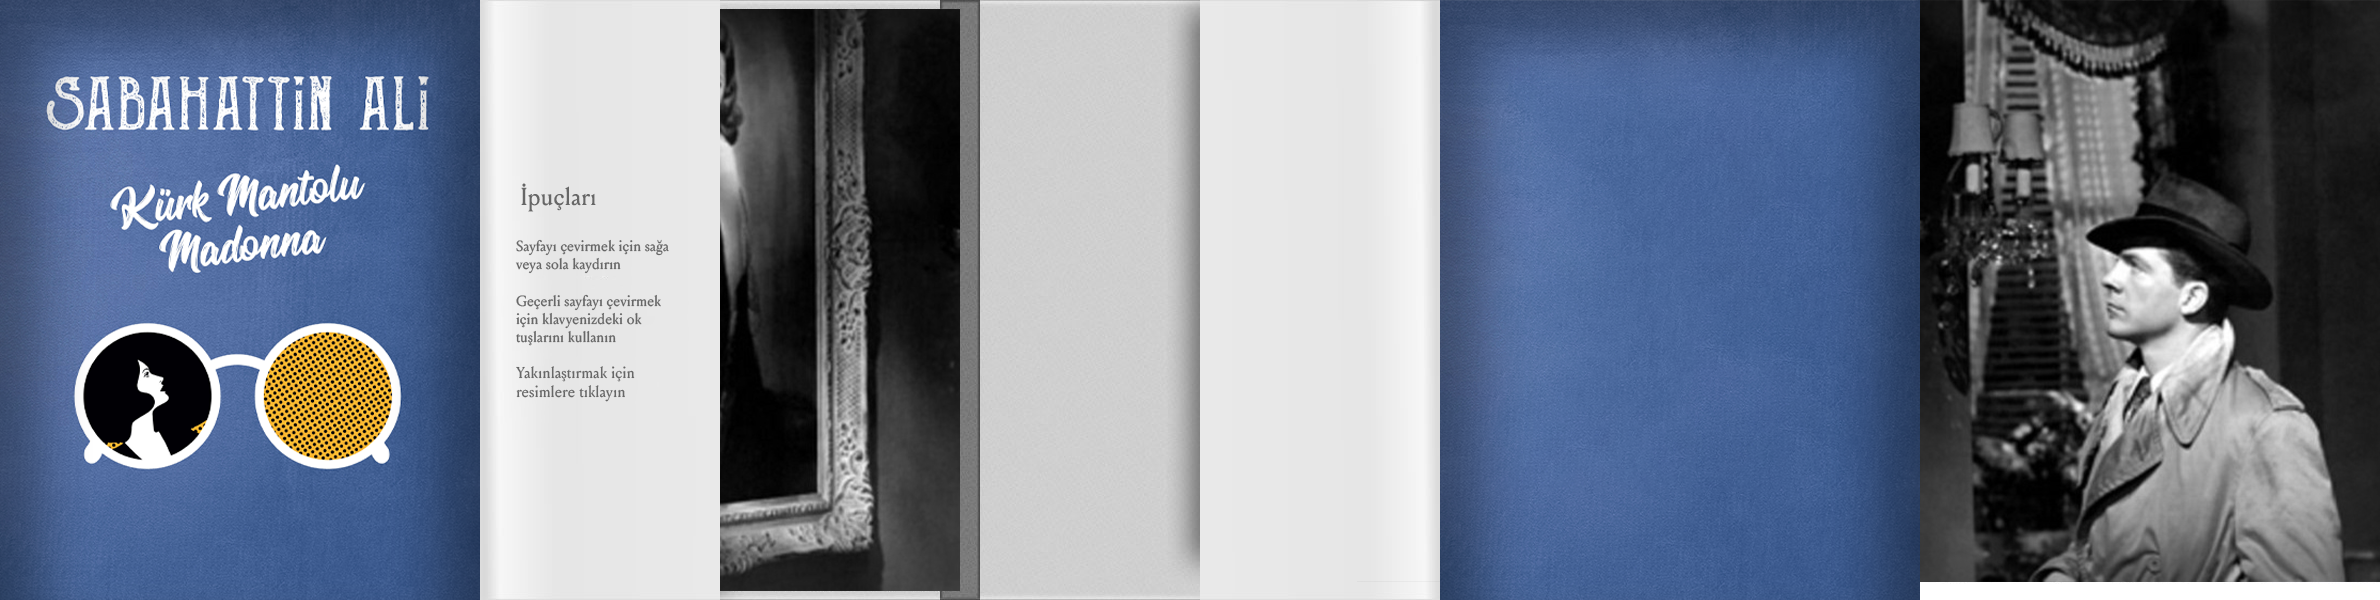 SABAHATTİN ALİ
Kürk Mantolu
Madonna
İpuçları
Sayfayı çevirmek için sağa
veya sola kaydırın
Geçerli sayfayı çevirmek
için klavyenizdeki ok
tuşlarını kullanın
Yakınlaştırmak için
resimlere tıklayın